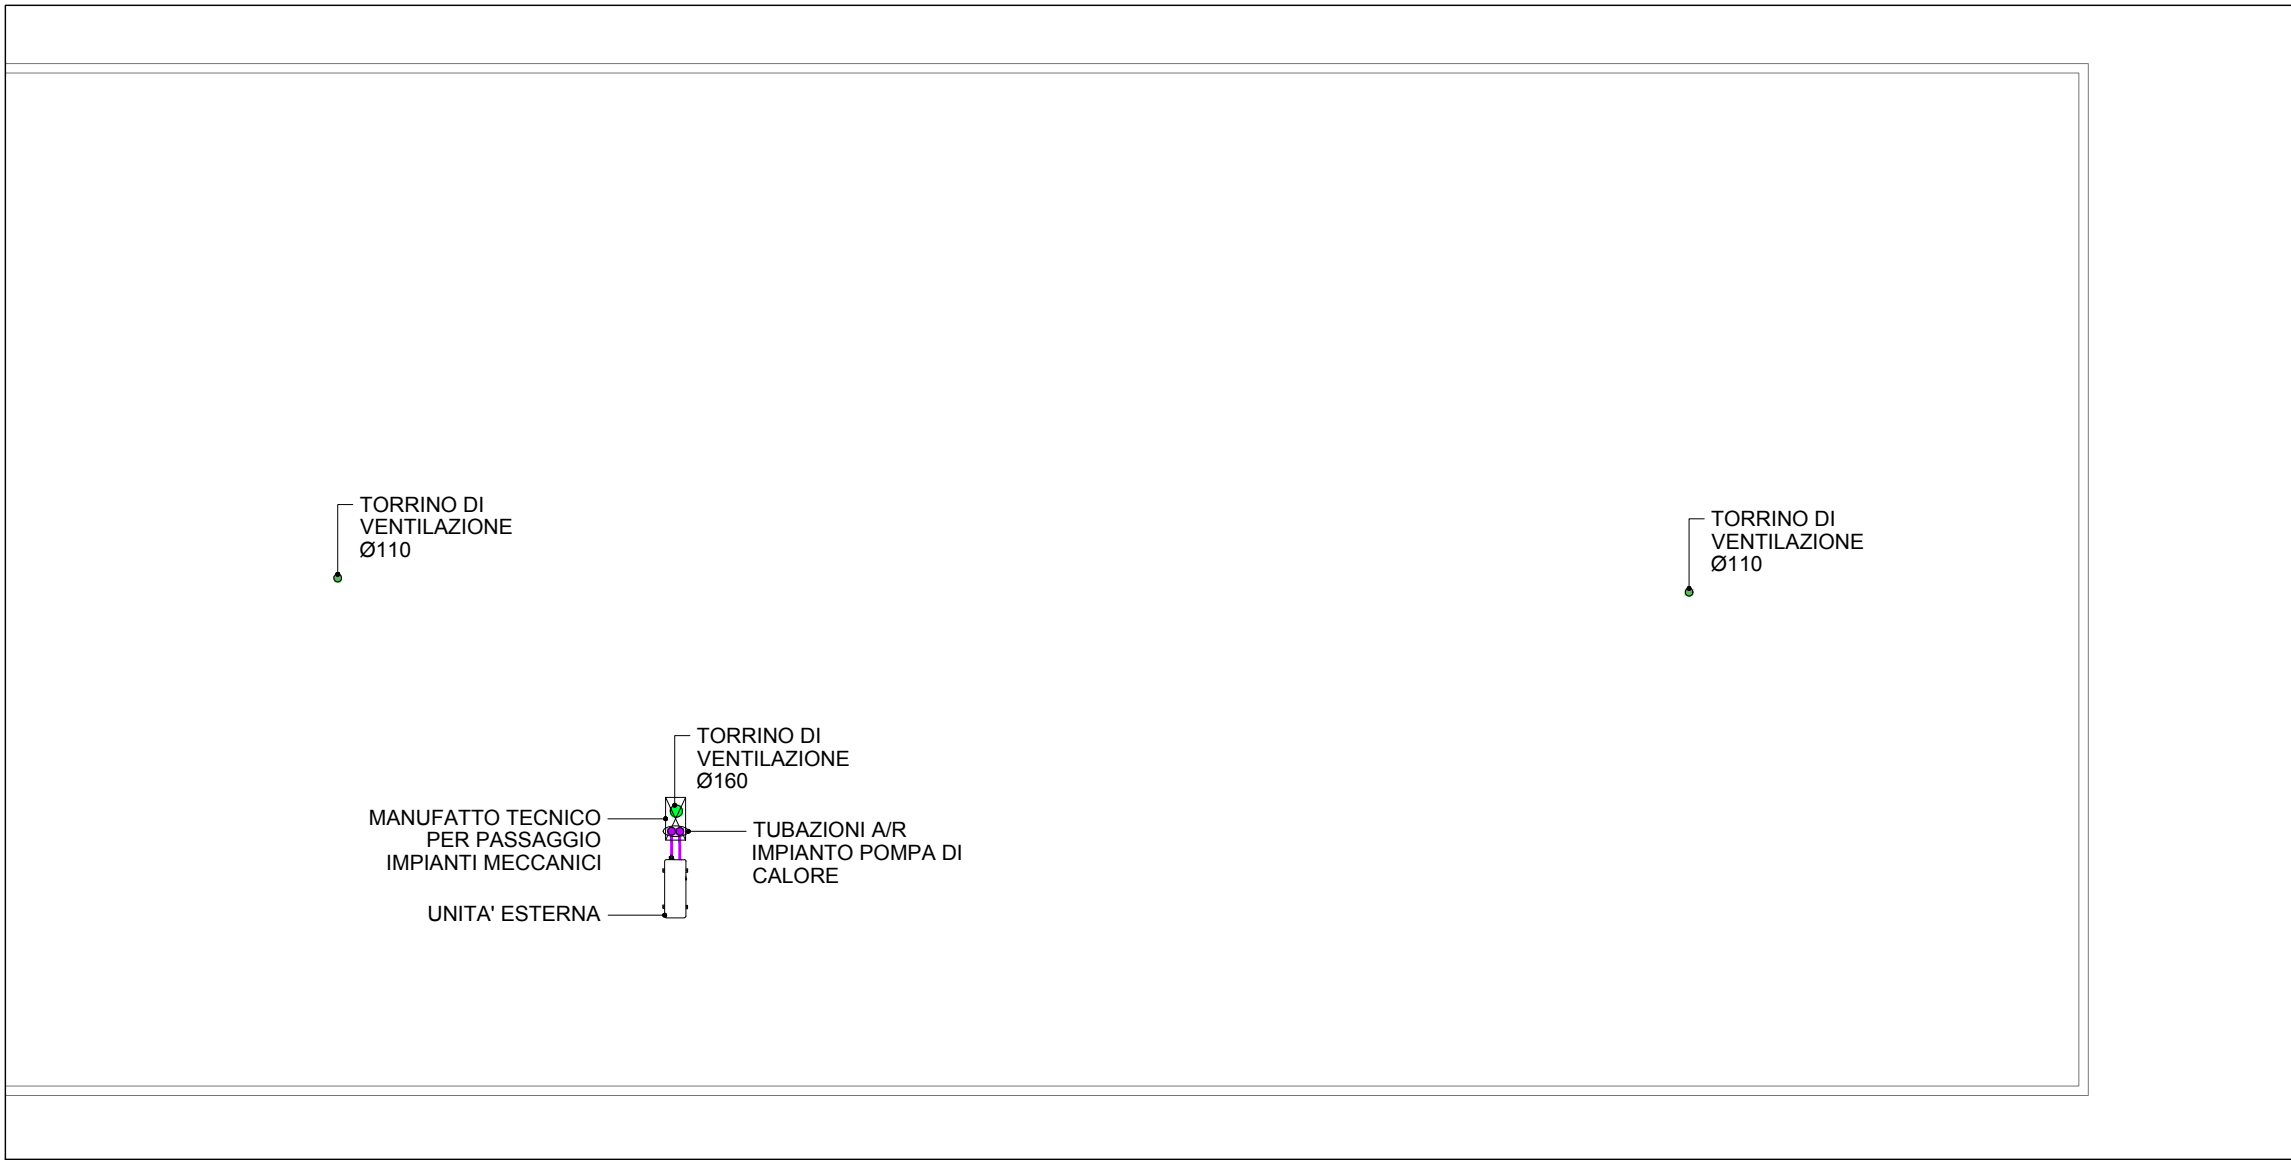 TORRINO DI
VENTILAZIONE
Ø110
TORRINO DI
VENTILAZIONE
Ø110
TORRINO DI
VENTILAZIONE
Ø160
MANUFATTO TECNICO
PER PASSAGGIO
IMPIANTI MECCANICI
TUBAZIONI A/R
IMPIANTO POMPA DI
CALORE
UNITA' ESTERNA